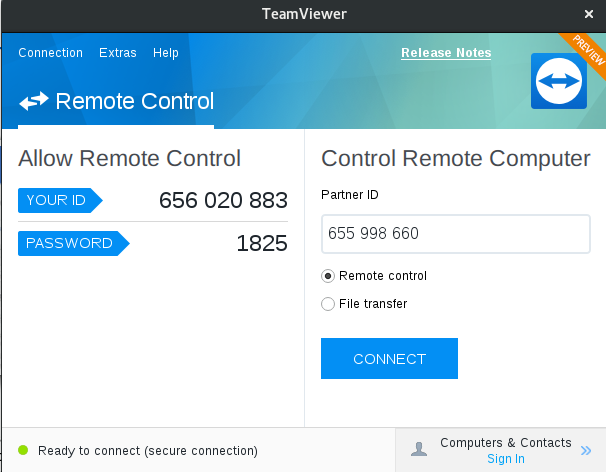 TeamViewer
Connection Extras Help Release Notes
PREVIEW
Remote Control
Allow Remote Control
YOUR ID 656 020 883
PASSWORD 1825
Control Remote Computer
Partner ID
655 998 660
Remote control
File transfer
CONNECT
Ready to connect (secure connection)
Computers & Contacts
Sign In